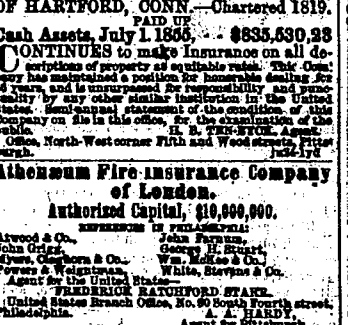 OF HARTFORD, CONN.—Chartered 1819.
PAID UP
Cash Assets, July 1. 1855, - - $835,530,28
CONTINUES to make Insurance on all de-
scriptions of property at equitable rates. This Com-
pany has maintained a position for honorable dealing for
years, and is unsurpassed for responsibility and punc-
tuality by any other similar institution in the United
States. Semi-annual statement of the condition of this
Company on file in this office, for the examination of the
public. H. B. TEN-EYCK, Agent.
Office, North-West corner Fifth and Wood streets, Pitts-
burgh. ju24-lyd
Athenæum Fire Insurance Company
of London.
Authorized Capital, $10,000,000.
REFERENCES IN PHILADELPHIA:
Atwood & Co., John Farnum,
John Grigg, George H. Stuart,
Myers, Claghorn & Co., Wm. McKee & Co.,
Powers & Weightman, White, Stevens & Co.
Agent for the United States
FREDERICK RATCHFORD STARR.
United States Branch Office, No. 80 South Fourth street,
Philadelphia. A. A. HARDY,
Agent for Pittsburgh